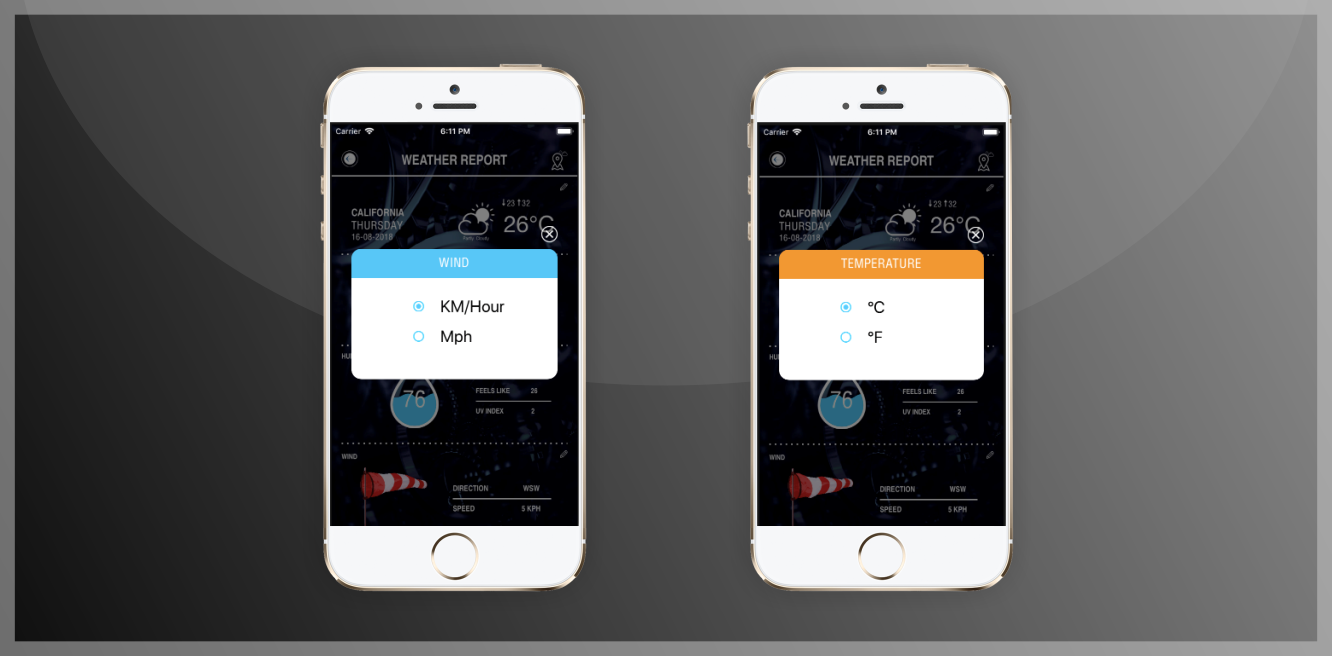 Carrier 6:11 PM
WEATHER REPORT
23 32
CALIFORNIA
THURSDAY 26°C
16-08-2018 Partly Cloudy
WIND
KM/Hour
Mph
HU
76
FEELS LIKE 26
UV INDEX 2
WIND
DIRECTION WSW
SPEED 5 KPH
Carrier 6:11 PM
WEATHER REPORT
23 32
CALIFORNIA
THURSDAY 26°C
16-08-2018 Partly Cloudy
TEMPERATURE
°C
°F
HU
76
FEELS LIKE 26
UV INDEX 2
WIND
DIRECTION WSW
SPEED 5 KPH